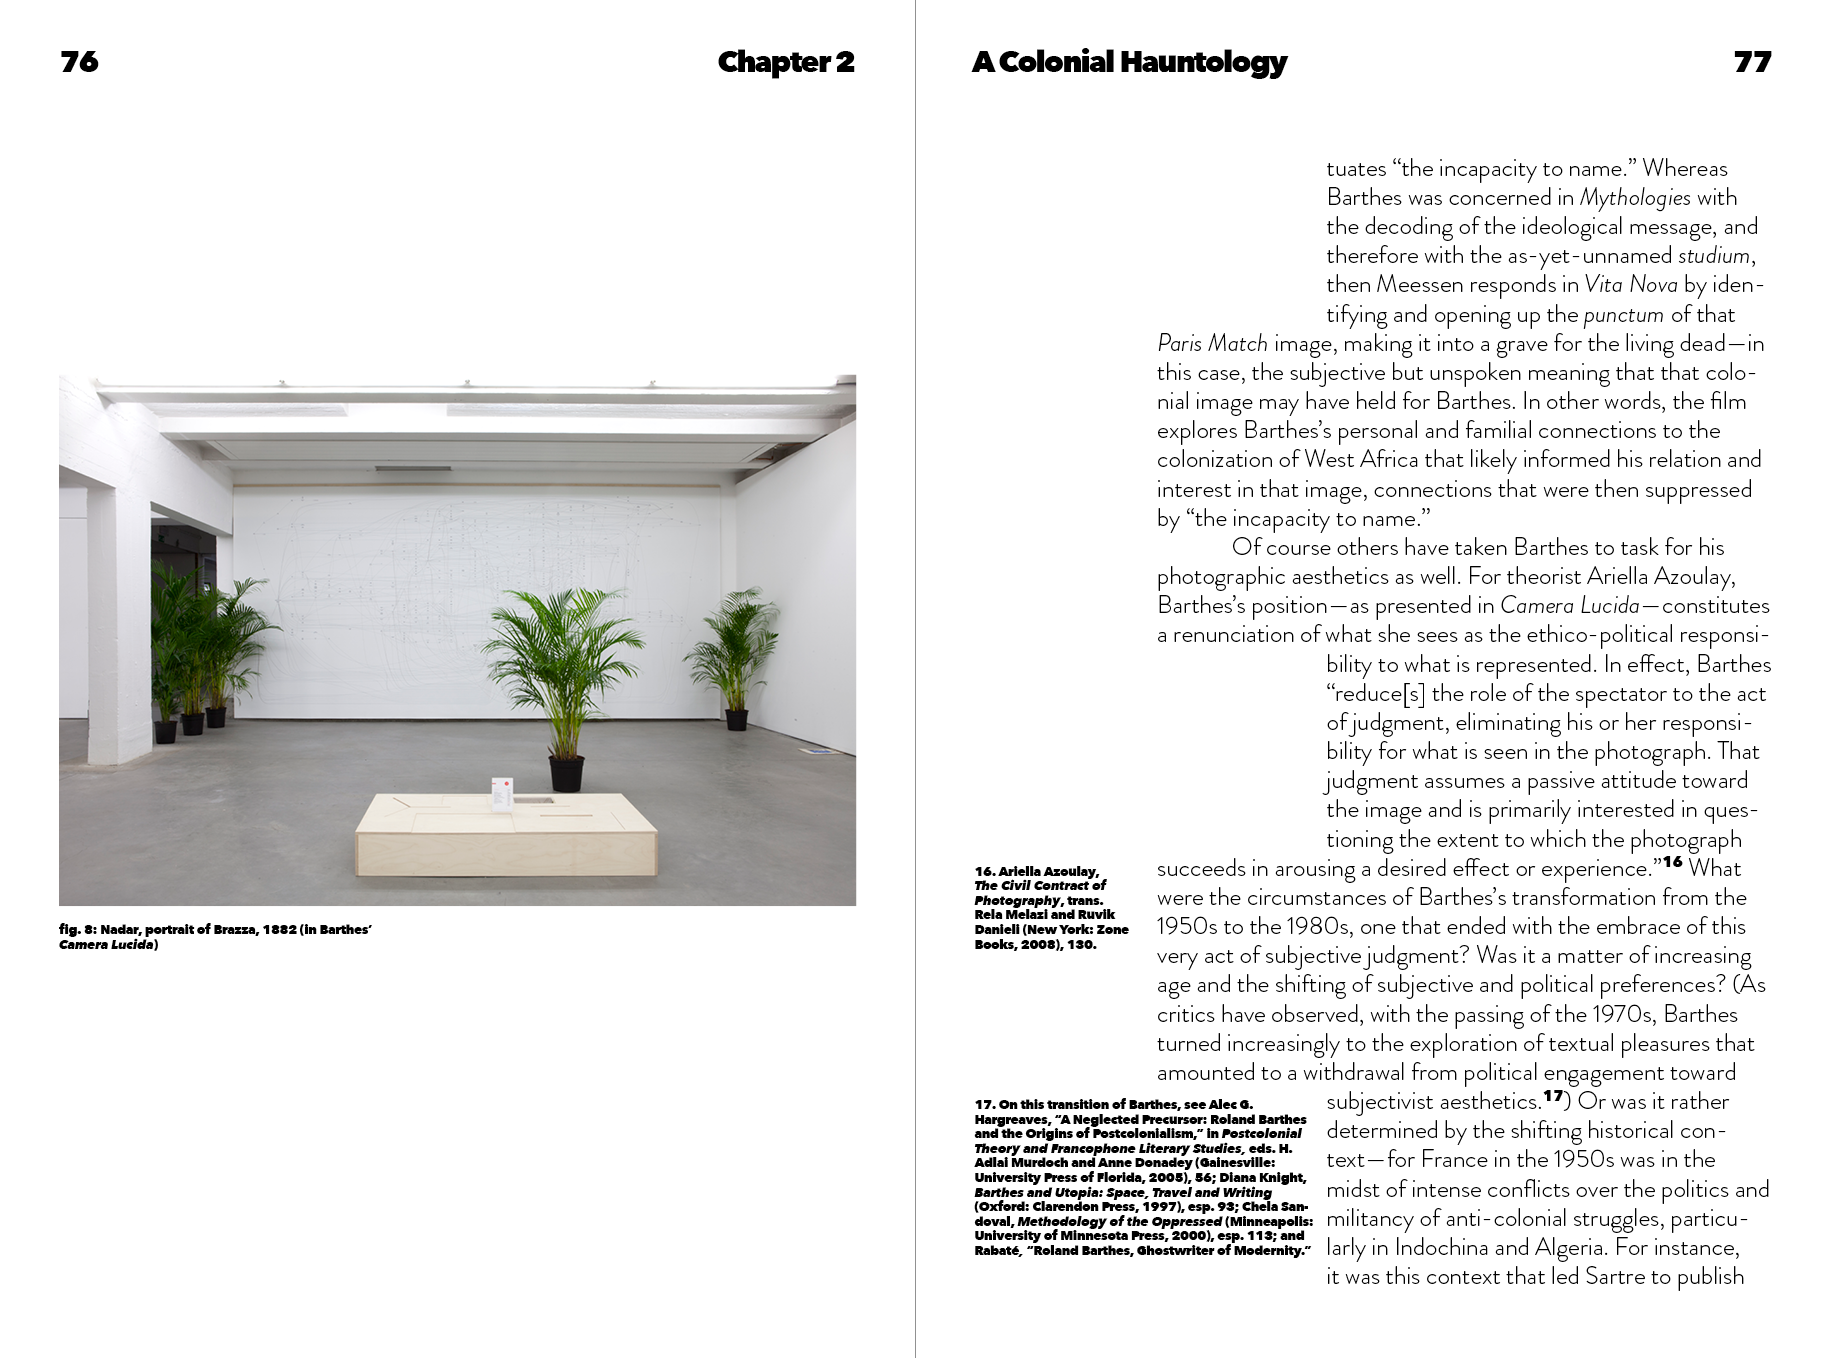 76
Chapter 2
fig. 8: Nadar, portrait of Brazza, 1882 (in Barthes’
Camera Lucida)
A Colonial Hauntology
77
tuates “the incapacity to name.” Whereas
Barthes was concerned in Mythologies with
the decoding of the ideological message, and
therefore with the as-yet-unnamed studium,
then Meessen responds in Vita Nova by iden-
tifying and opening up the punctum of that
Paris Match image, making it into a grave for the living dead—in
this case, the subjective but unspoken meaning that that colo-
nial image may have held for Barthes. In other words, the film
explores Barthes’s personal and familial connections to the
colonization of West Africa that likely informed his relation and
interest in that image, connections that were then suppressed
by “the incapacity to name.”
Of course others have taken Barthes to task for his
photographic aesthetics as well. For theorist Ariella Azoulay,
Barthes’s position—as presented in Camera Lucida—constitutes
a renunciation of what she sees as the ethico-political responsi-
bility to what is represented. In effect, Barthes
“reduce[s] the role of the spectator to the act
of judgment, eliminating his or her responsi-
bility for what is seen in the photograph. That
judgment assumes a passive attitude toward
the image and is primarily interested in ques-
tioning the extent to which the photograph
succeeds in arousing a desired effect or experience.”16 What
were the circumstances of Barthes’s transformation from the
1950s to the 1980s, one that ended with the embrace of this
very act of subjective judgment? Was it a matter of increasing
age and the shifting of subjective and political preferences? (As
critics have observed, with the passing of the 1970s, Barthes
turned increasingly to the exploration of textual pleasures that
amounted to a withdrawal from political engagement toward
subjectivist aesthetics.17) Or was it rather
determined by the shifting historical con-
text—for France in the 1950s was in the
midst of intense conflicts over the politics and
militancy of anti-colonial struggles, particu-
larly in Indochina and Algeria. For instance,
it was this context that led Sartre to publish
16. Ariella Azoulay,
The Civil Contract of
Photography, trans.
Rela Melazi and Ruvik
Danieli (New York: Zone
Books, 2008), 130.
17. On this transition of Barthes, see Alec G.
Hargreaves, “A Neglected Precursor: Roland Barthes
and the Origins of Postcolonialism,” in Postcolonial
Theory and Francophone Literary Studies, eds. H.
Adlai Murdoch and Anne Donadey (Gainesville:
University Press of Florida, 2005), 56; Diana Knight,
Barthes and Utopia: Space, Travel and Writing
(Oxford: Clarendon Press, 1997), esp. 93; Chela San-
doval, Methodology of the Oppressed (Minneapolis:
University of Minnesota Press, 2000), esp. 113; and
Rabaté, “Roland Barthes, Ghostwriter of Modernity.”